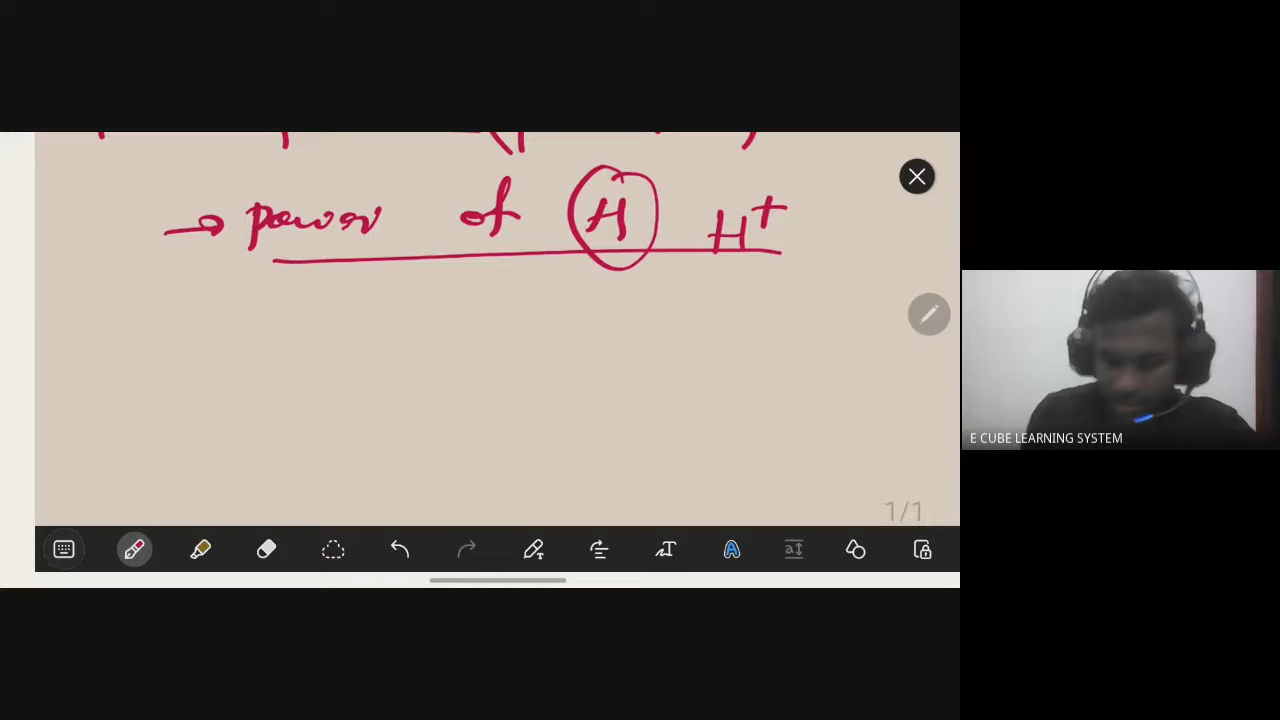 → power of H H+
1/1
E CUBE LEARNING SYSTEM